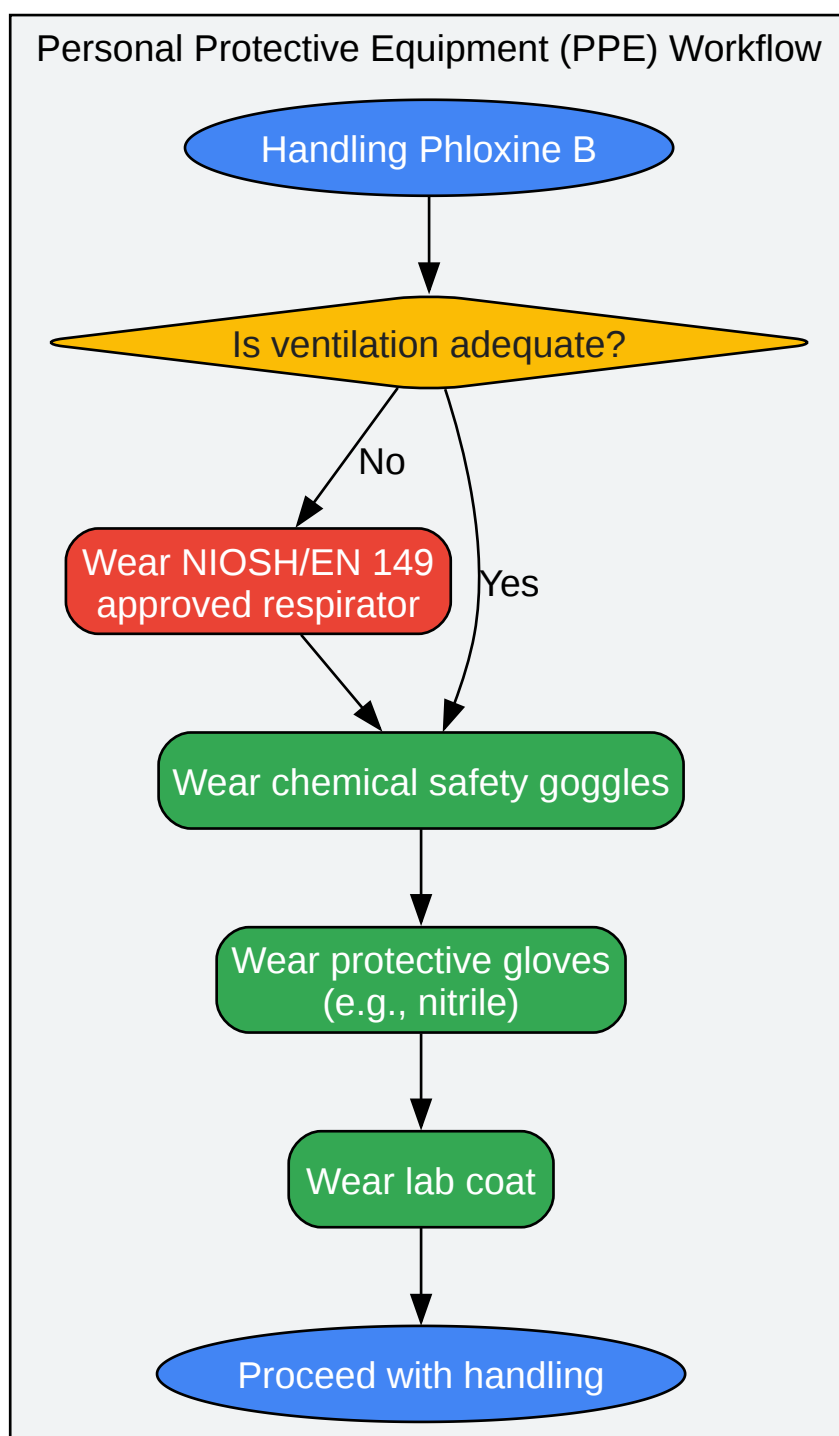 Personal Protective Equipment (PPE) Workflow
Handling Phloxine B
Is ventilation adequate?
No
Wear NIOSH/EN 149
approved respirator
Yes
Wear chemical safety goggles
Wear protective gloves
(e.g., nitrile)
Wear lab coat
Proceed with handling